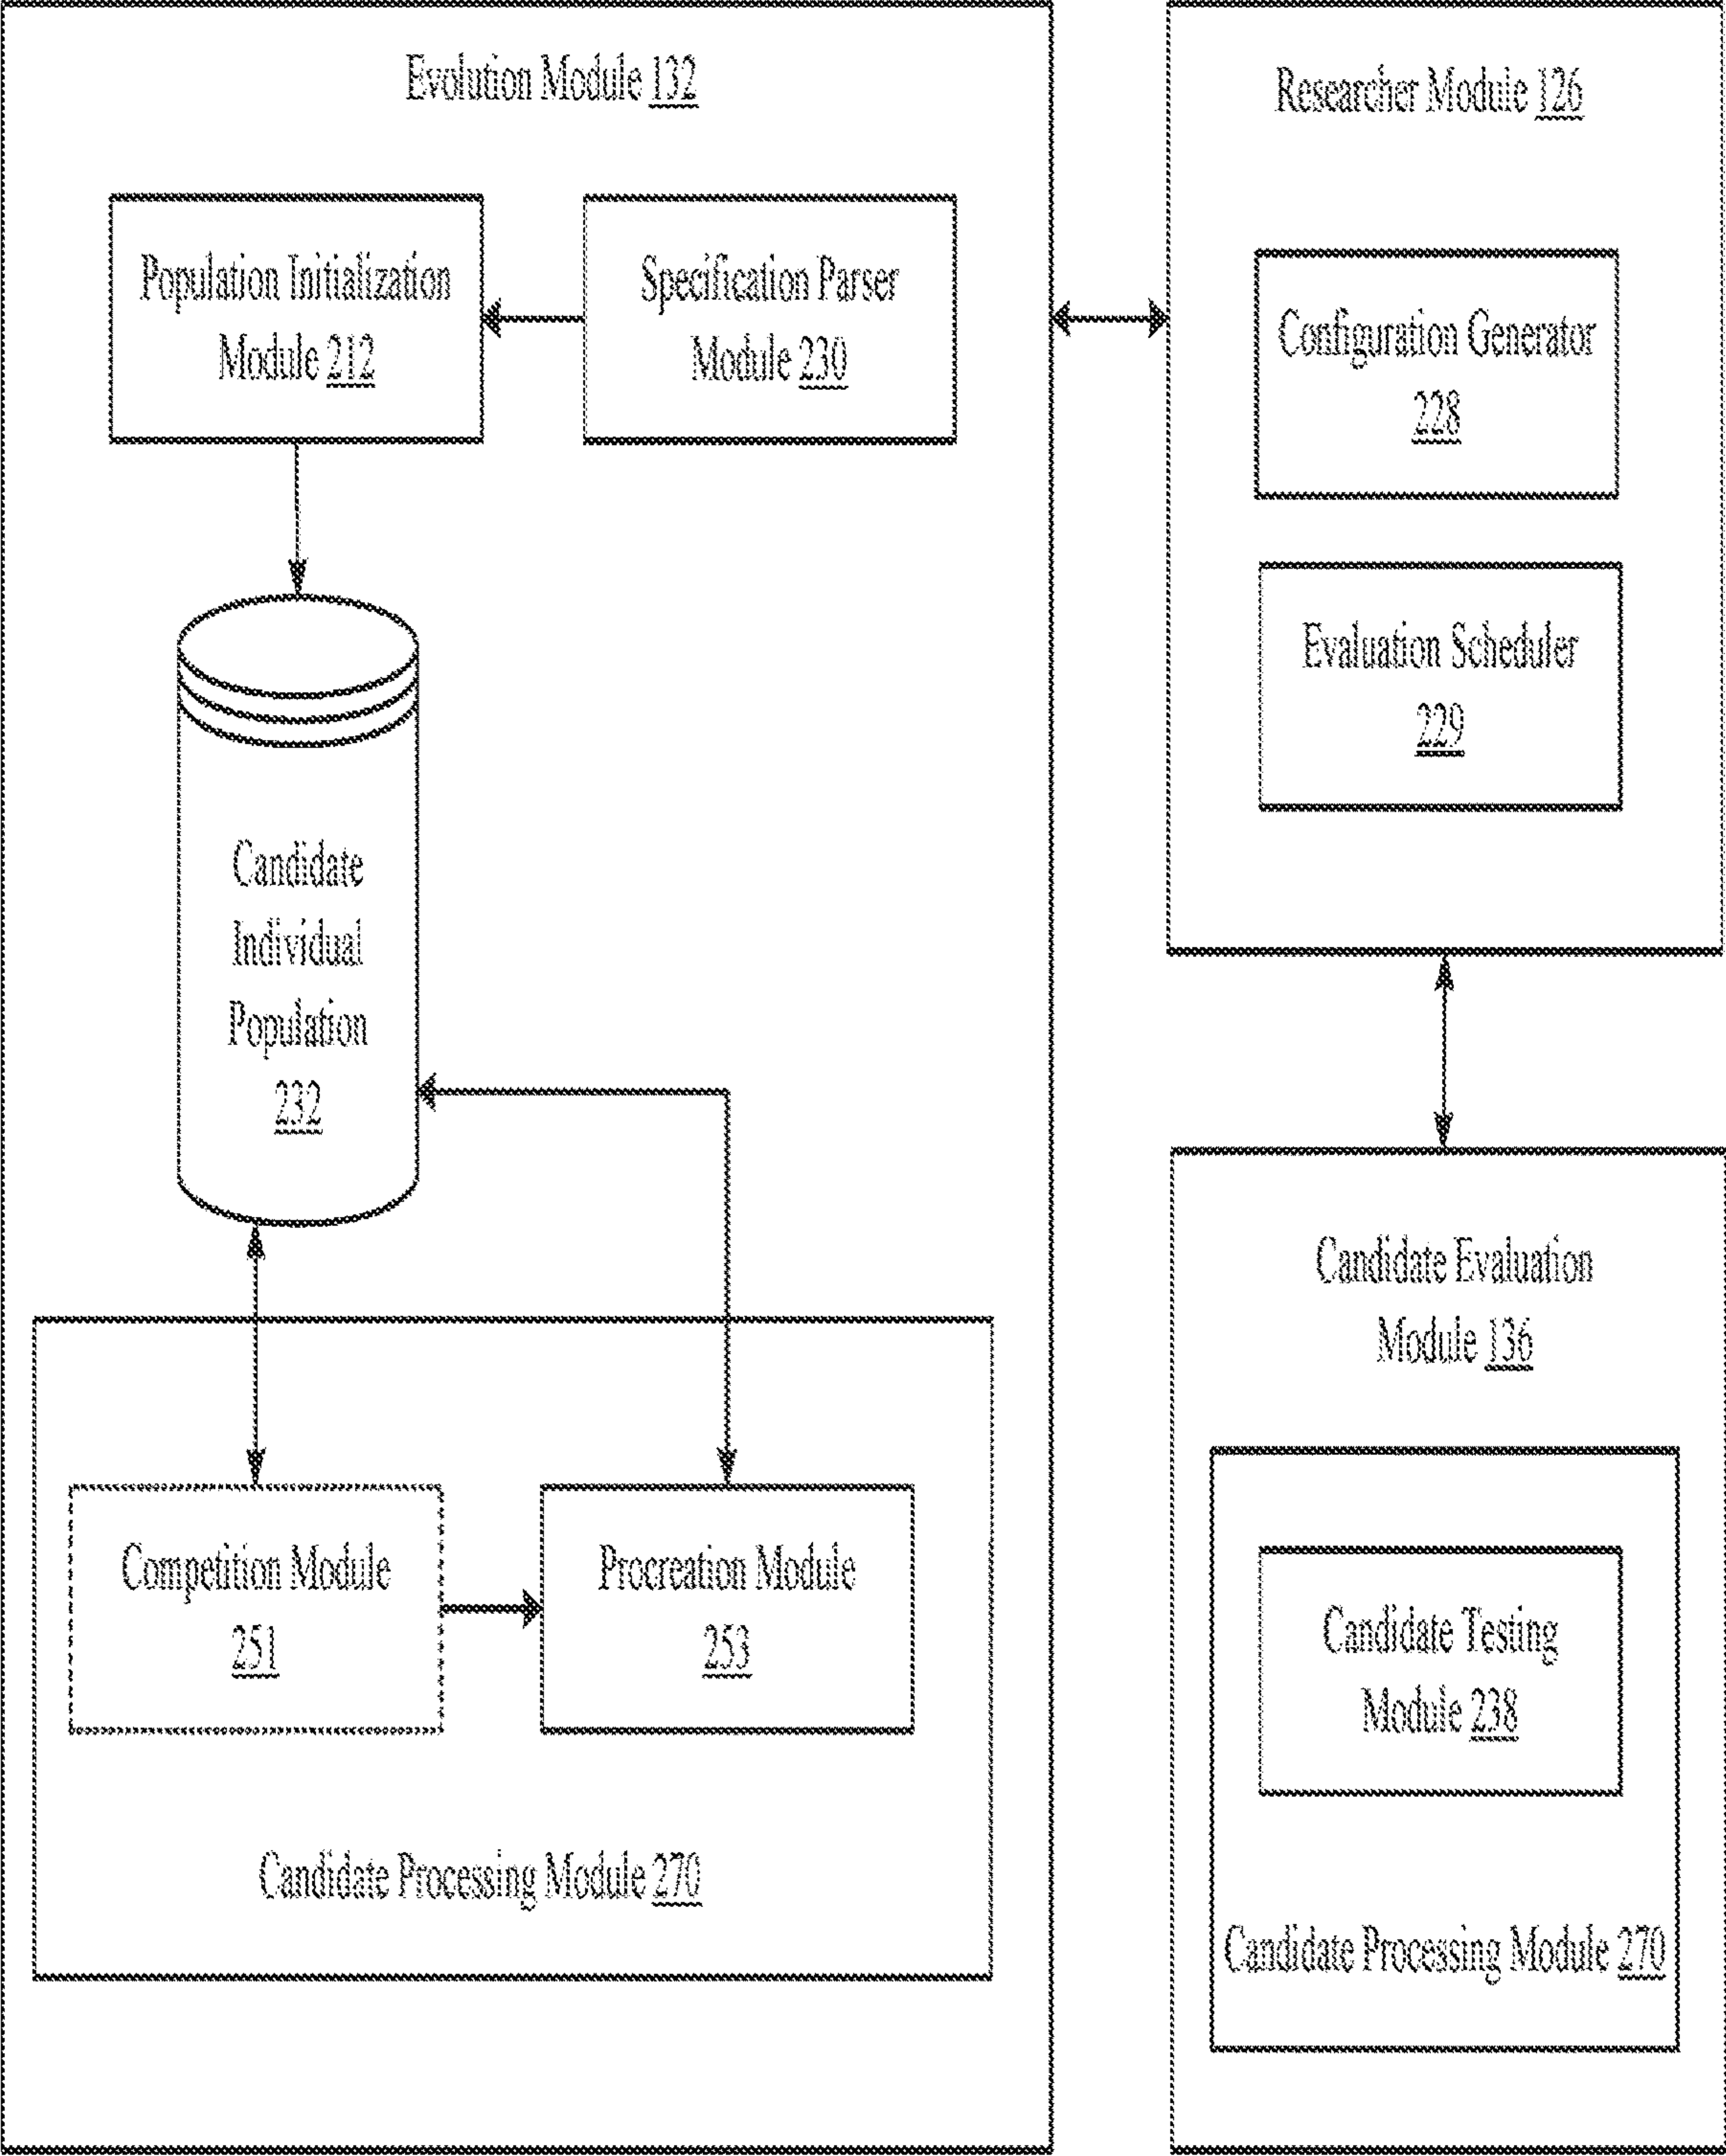 Evolution Module 132
Population Initialization
Module 212
Specification Parser
Module 230
Candidate
Individual
Population
232
Competition Module
251
Procreation Module
253
Candidate Processing Module 270
Researcher Module 126
Configuration Generator
228
Evaluation Scheduler
229
Candidate Evaluation
Module 136
Candidate Testing
Module 238
Candidate Processing Module 270